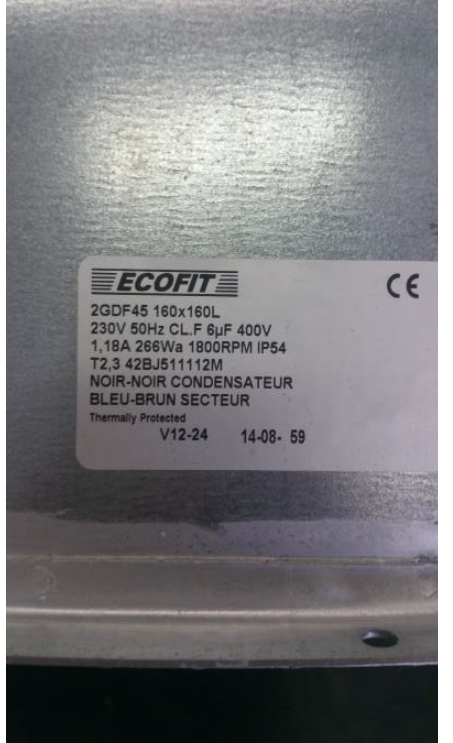 ECOFIT
CE
2GDF45 160x160L
230V 50Hz CL.F 6µF 400V
1,18A 266Wa 1800RPM IP54
T2,3 42BJ511112M
NOIR-NOIR CONDENSATEUR
BLEU-BRUN SECTEUR
Thermally Protected
V12-24 14-08- 59